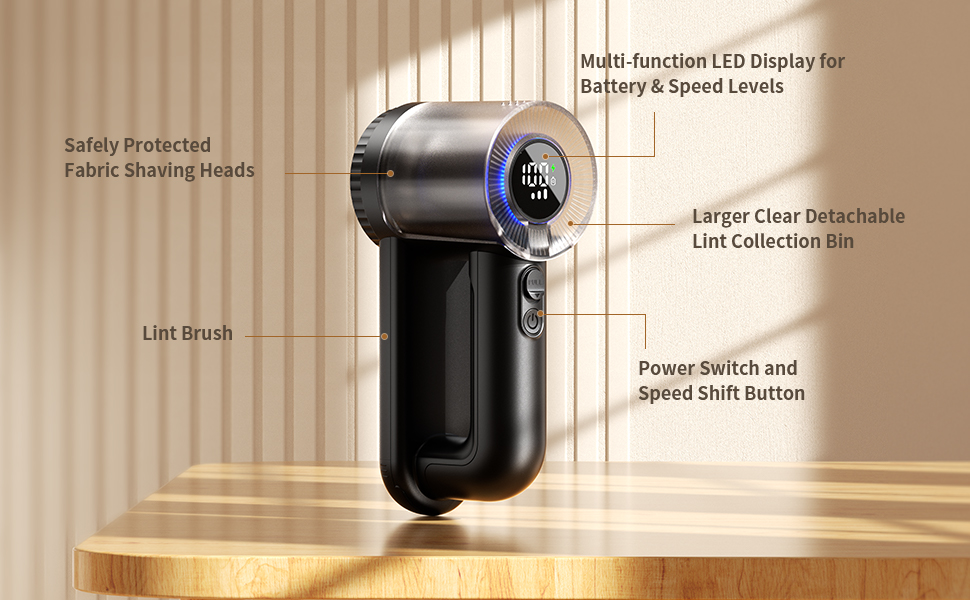 Multi-function LED Display for
Battery & Speed Levels
Safely Protected
Fabric Shaving Heads
100
Larger Clear Detachable
Lint Collection Bin
Lint Brush
Power Switch and
Speed Shift Button